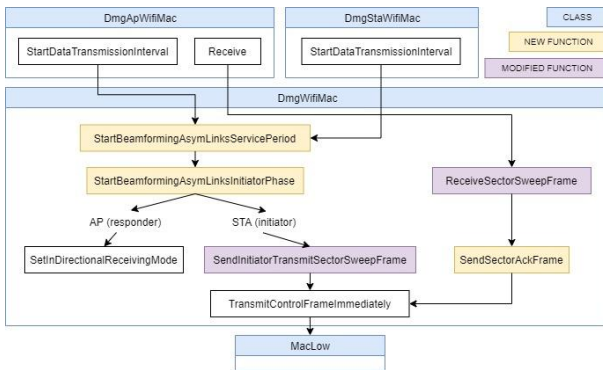 DmgApWifiMac
DmgStaWifiMac
CLASS
StartDataTransmissionInterval
Receive
StartDataTransmissionInterval
NEW FUNCTION
MODIFIED FUNCTION
DmgWifiMac
StartBeamformingAsymLinksServicePeriod
StartBeamformingAsymLinksInitiatorPhase
ReceiveSectorSweepFrame
AP (responder)
STA (initiator)
SetInDirectionalReceivingMode
SendInitiatorTransmitSectorSweepFrame
SendSectorAckFrame
TransmitControlFrameImmediately
MacLow